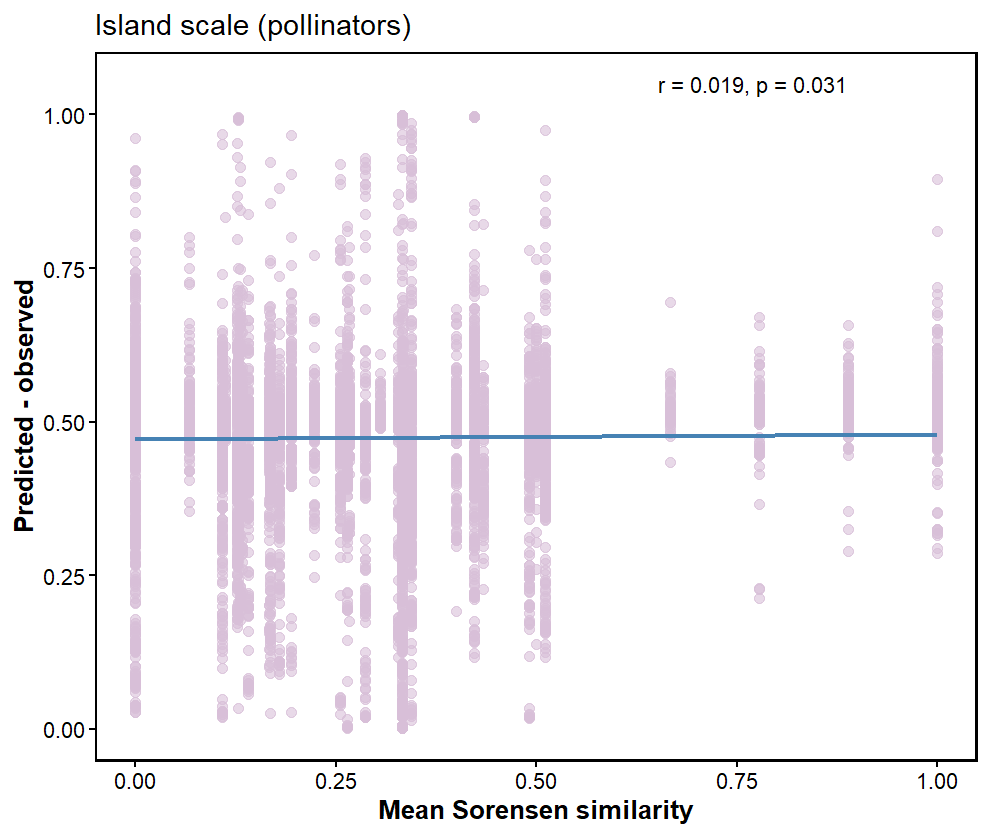 Island scale (pollinators)
r = 0.019, p = 0.031
1.00
0.75
0.50
0.25
0.00
Predicted - observed
0.00 0.25 0.50 0.75 1.00
Mean Sorensen similarity